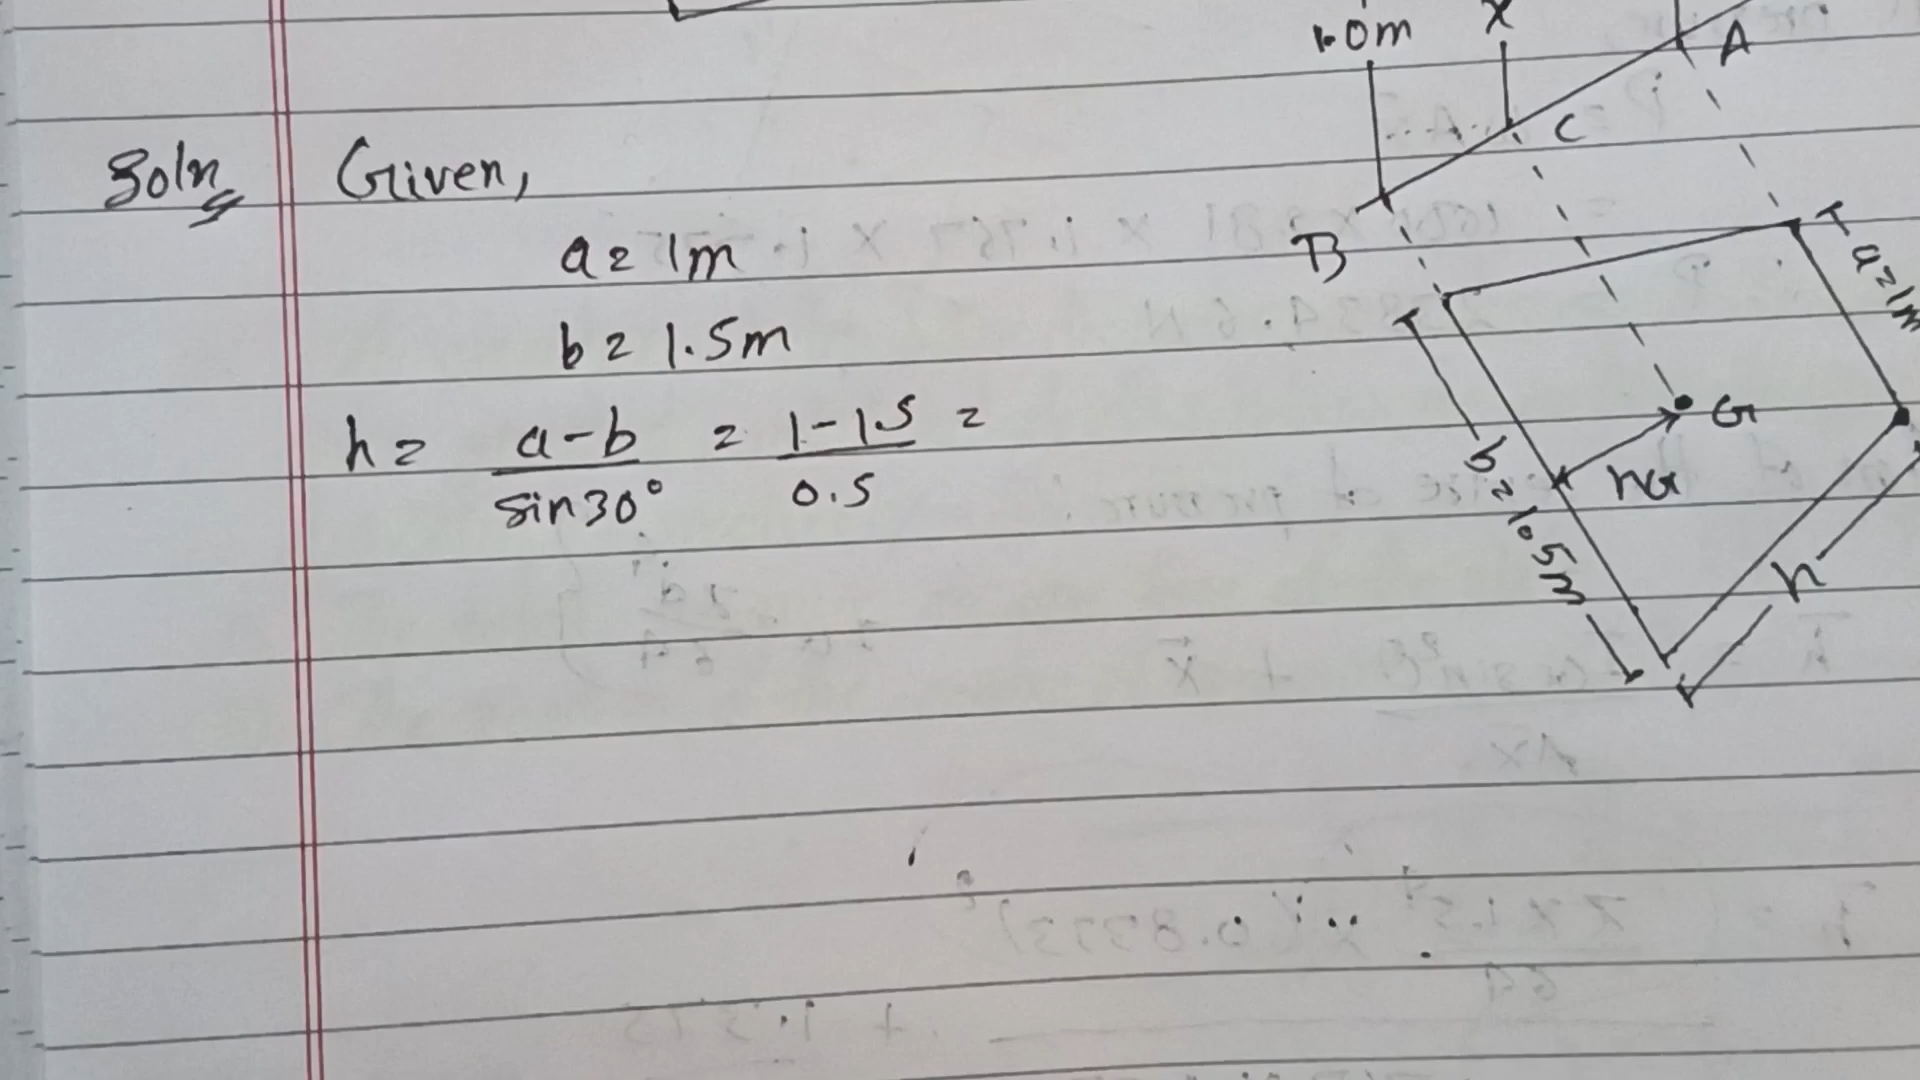 1.0m x
A
C
Soln Given,
B
a = 1m
a = 1m
b = 1.5m
G
h = a-b / sin30° = 1-1.5 / 0.5 =
hG
b = 1.5m
h